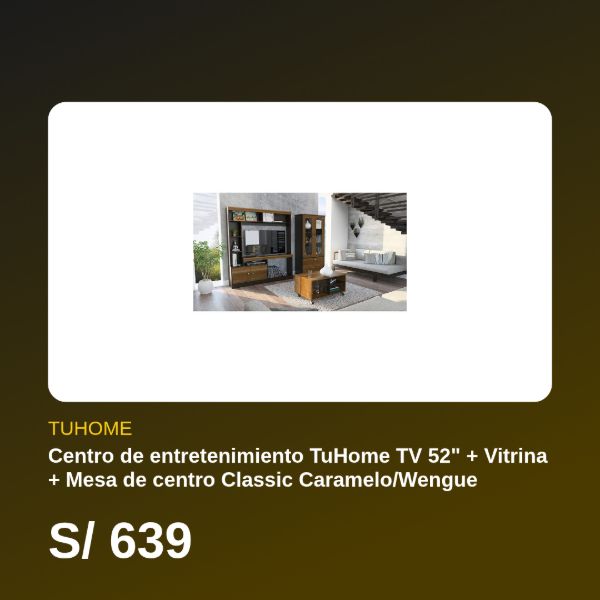 TUHOME
Centro de entretenimiento TuHome TV 52" + Vitrina
+ Mesa de centro Classic Caramelo/Wengue
S/ 639